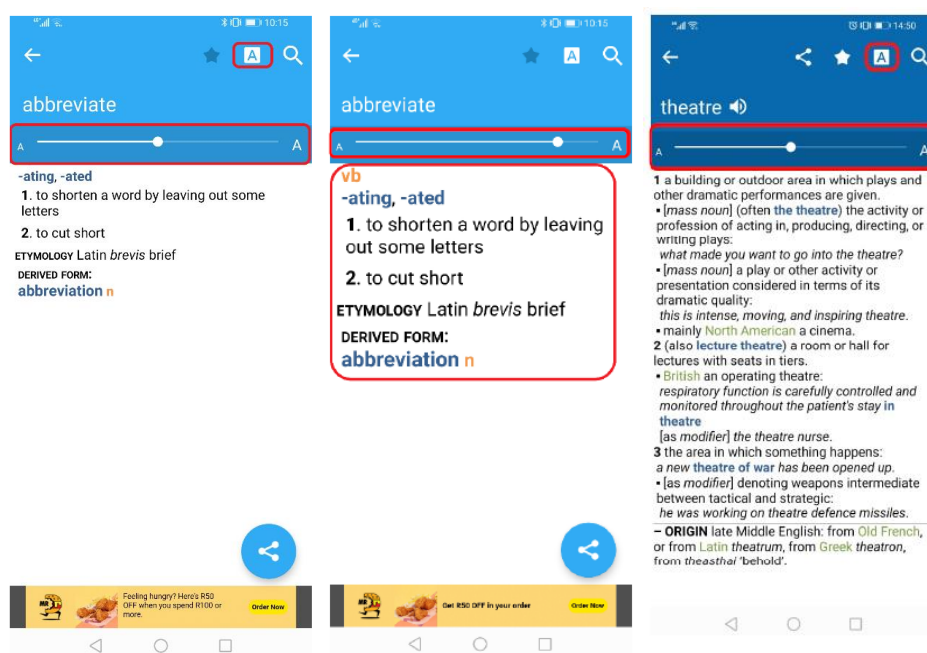 10:15
A
abbreviate
A A
-ating, -ated
1. to shorten a word by leaving out some
letters
2. to cut short
ETYMOLOGY Latin brevis brief
DERIVED FORM:
abbreviation n
Feeling hungry? Here's R50
OFF when you spend R100 or
more.
Order Now
10:15
A
abbreviate
A A
vb
-ating, -ated
1. to shorten a word by leaving
out some letters
2. to cut short
ETYMOLOGY Latin brevis brief
DERIVED FORM:
abbreviation n
Get R50 OFF in your order
Order Now
14:50
A
theatre
A A
1 a building or outdoor area in which plays and
other dramatic performances are given.
▪ [mass noun] (often the theatre) the activity or
profession of acting in, producing, directing, or
writing plays:
what made you want to go into the theatre?
▪ [mass noun] a play or other activity or
presentation considered in terms of its
dramatic quality:
this is intense, moving, and inspiring theatre.
▪ mainly North American a cinema.
2 (also lecture theatre) a room or hall for
lectures with seats in tiers.
▪ British an operating theatre:
respiratory function is carefully controlled and
monitored throughout the patient's stay in
theatre
[as modifier] the theatre nurse.
3 the area in which something happens:
a new theatre of war has been opened up.
▪ [as modifier] denoting weapons intermediate
between tactical and strategic:
he was working on theatre defence missiles.
– ORIGIN late Middle English: from Old French,
or from Latin theatrum, from Greek theatron,
from theasthai 'behold'.